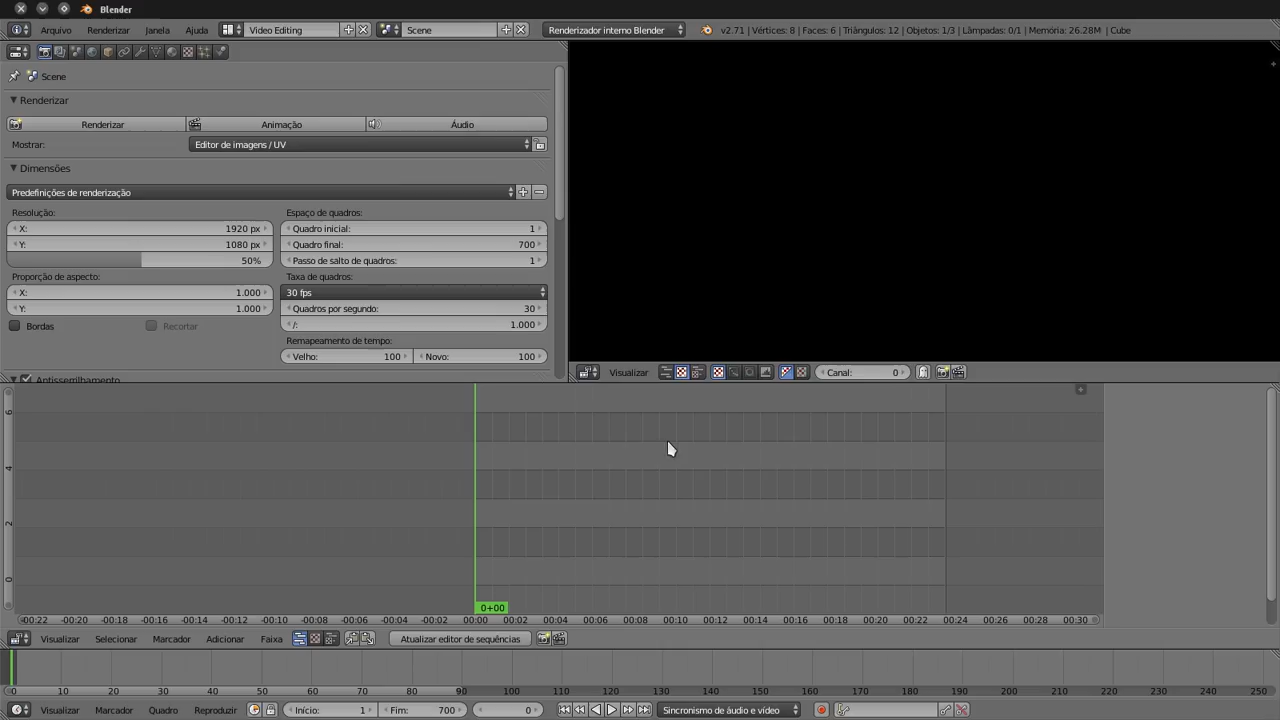 Blender
Arquivo Renderizar Janela Ajuda Video Editing Scene Renderizador interno Blender v2.71 | Vértices: 8 | Faces: 6 | Triângulos: 12 | Objetos: 1/3 | Lâmpadas: 0/1 | Memória: 26.28M | Cube
Scene
Renderizar
Renderizar Animação Áudio
Mostrar: Editor de imagens / UV
Dimensões
Predefinições de renderização
Resolução: Espaço de quadros:
X: 1920 px Quadro inicial: 1
Y: 1080 px Quadro final: 700
50% Passo de salto de quadros: 1
Proporção de aspecto: Taxa de quadros:
X: 1.000 30 fps
Y: 1.000 Quadros por segundo: 30
Bordas Recortar /: 1.000
Remapeamento de tempo:
Velho: 100 Novo: 100
Antisserrilhamento
Visualizar Canal: 0
6
4
2
0
0+00
-00:22 -00:20 -00:18 -00:16 -00:14 -00:12 -00:10 -00:08 -00:06 -00:04 -00:02 00:00 00:02 00:04 00:06 00:08 00:10 00:12 00:14 00:16 00:18 00:20 00:22 00:24 00:26 00:28 00:30
Visualizar Selecionar Marcador Adicionar Faixa Atualizar editor de sequências
0 10 20 30 40 50 60 70 80 90 100 110 120 130 140 150 160 170 180 190 200 210 220 230 240 250
Visualizar Marcador Quadro Reproduzir Início: 1 Fim: 700 0 Sincronismo de áudio e vídeo